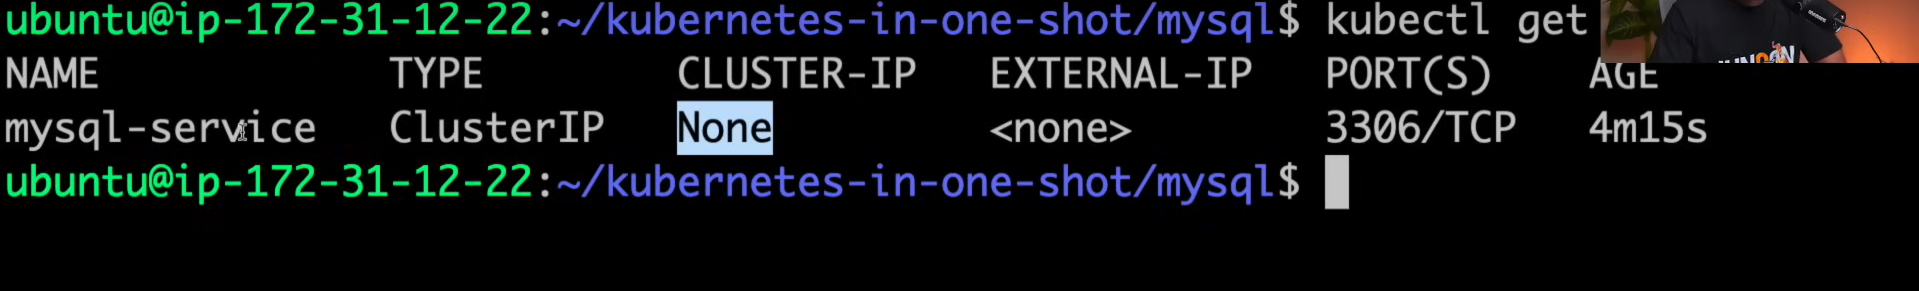 ubuntu@ip-172-31-12-22:~/kubernetes-in-one-shot/mysql$ kubectl get
NAME TYPE CLUSTER-IP EXTERNAL-IP PORT(S) AGE
mysql-service ClusterIP None <none> 3306/TCP 4m15s
ubuntu@ip-172-31-12-22:~/kubernetes-in-one-shot/mysql$